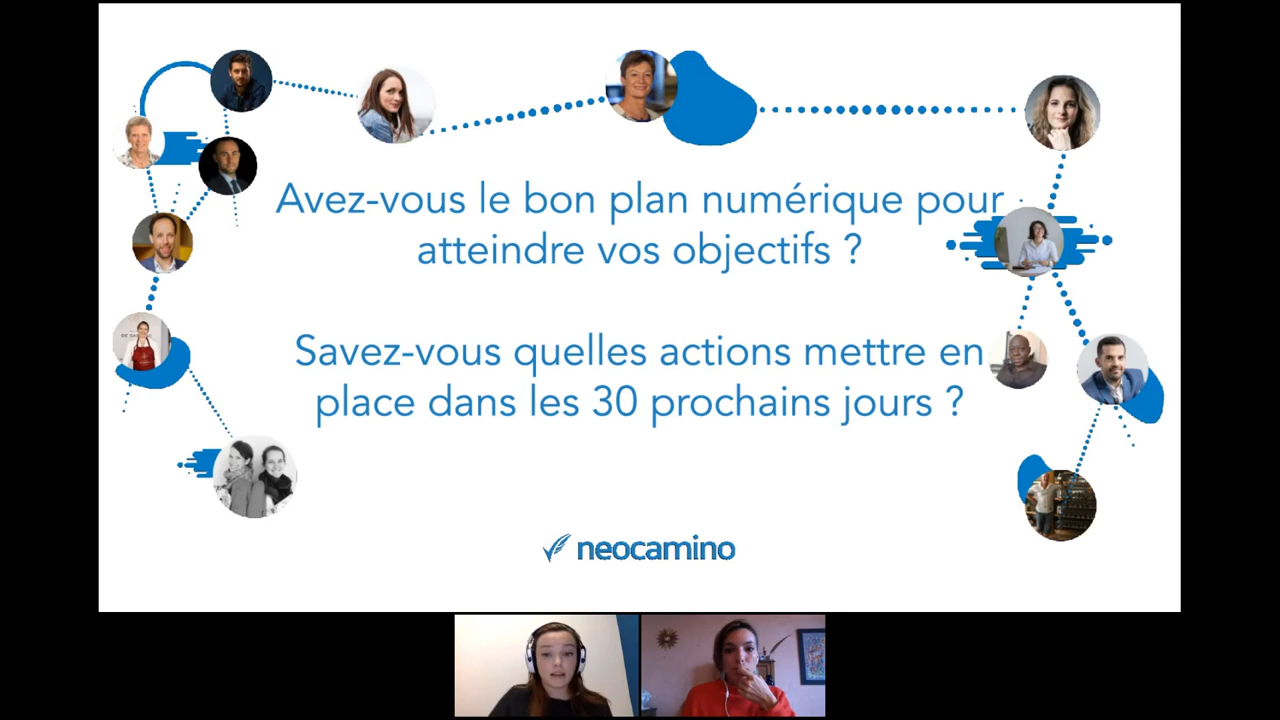 Avez-vous le bon plan numérique pour
atteindre vos objectifs ?
Savez-vous quelles actions mettre en
place dans les 30 prochains jours ?
neocamino